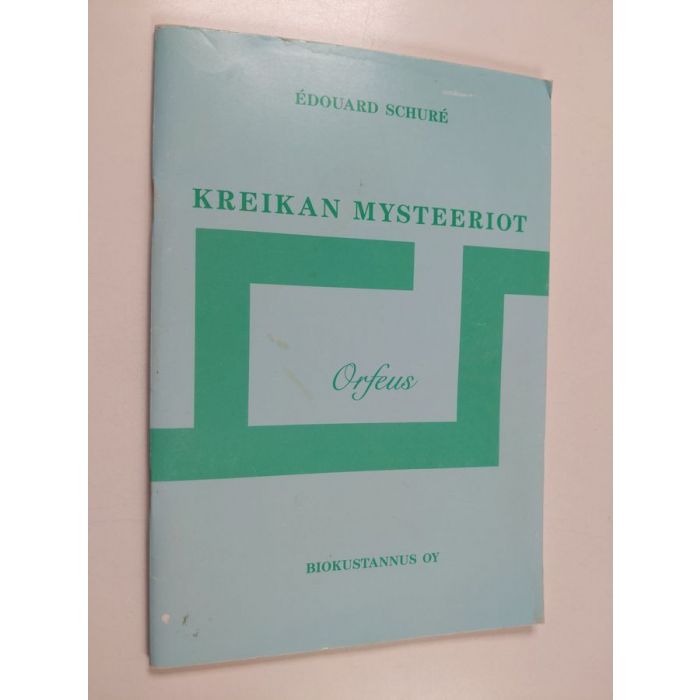 ÉDOUARD SCHURÉ
KREIKAN MYSTEERIOT
Orfeus
BIOKUSTANNUS OY